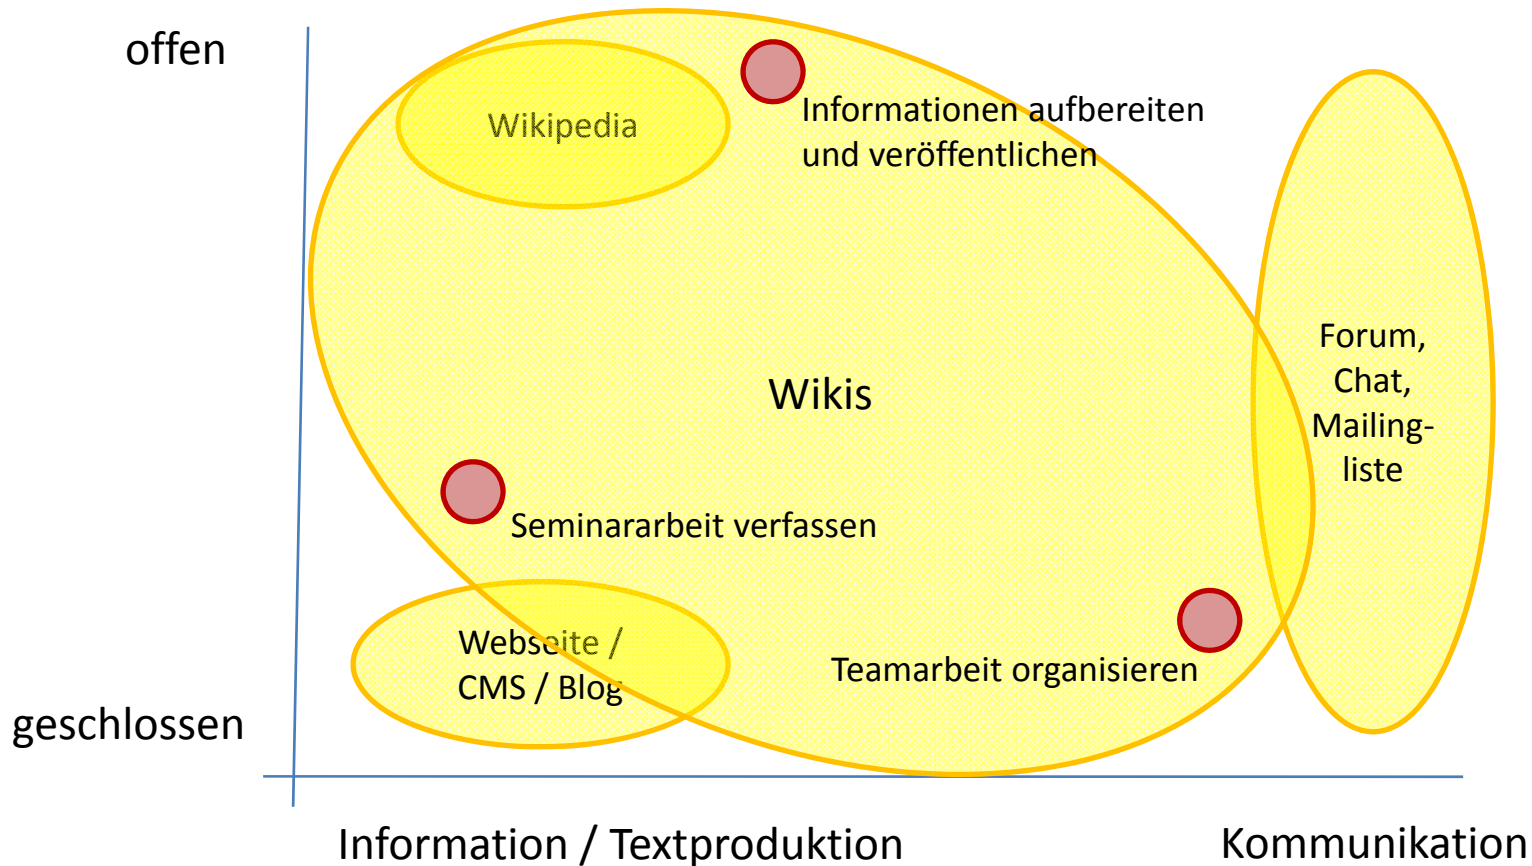 offen
Wikipedia
Informationen aufbereiten
und veröffentlichen
Forum,
Chat,
Mailing-
liste
Wikis
Seminararbeit verfassen
Webseite /
CMS / Blog
Teamarbeit organisieren
geschlossen
Information / Textproduktion
Kommunikation